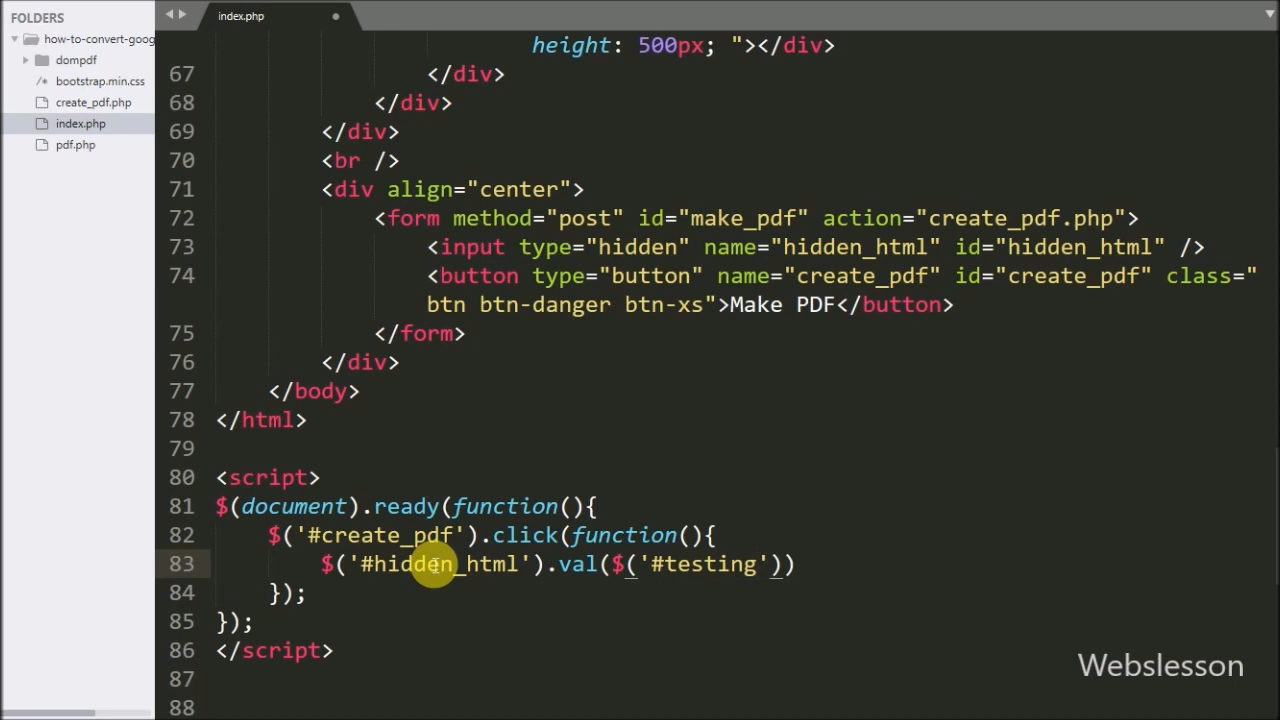 FOLDERS
how-to-convert-goog
dompdf
/* bootstrap.min.css
create_pdf.php
index.php
pdf.php
index.php
height: 500px; "></div>
67 </div>
68 </div>
69 </div>
70 <br />
71 <div align="center">
72 <form method="post" id="make_pdf" action="create_pdf.php">
73 <input type="hidden" name="hidden_html" id="hidden_html" />
74 <button type="button" name="create_pdf" id="create_pdf" class="
btn btn-danger btn-xs">Make PDF</button>
75 </form>
76 </div>
77 </body>
78 </html>
79
80 <script>
81 $(document).ready(function(){
82 $('#create_pdf').click(function(){
83 $('#hidden_html').val($('#testing'))
84 });
85 });
86 </script>
87
88
Webslesson